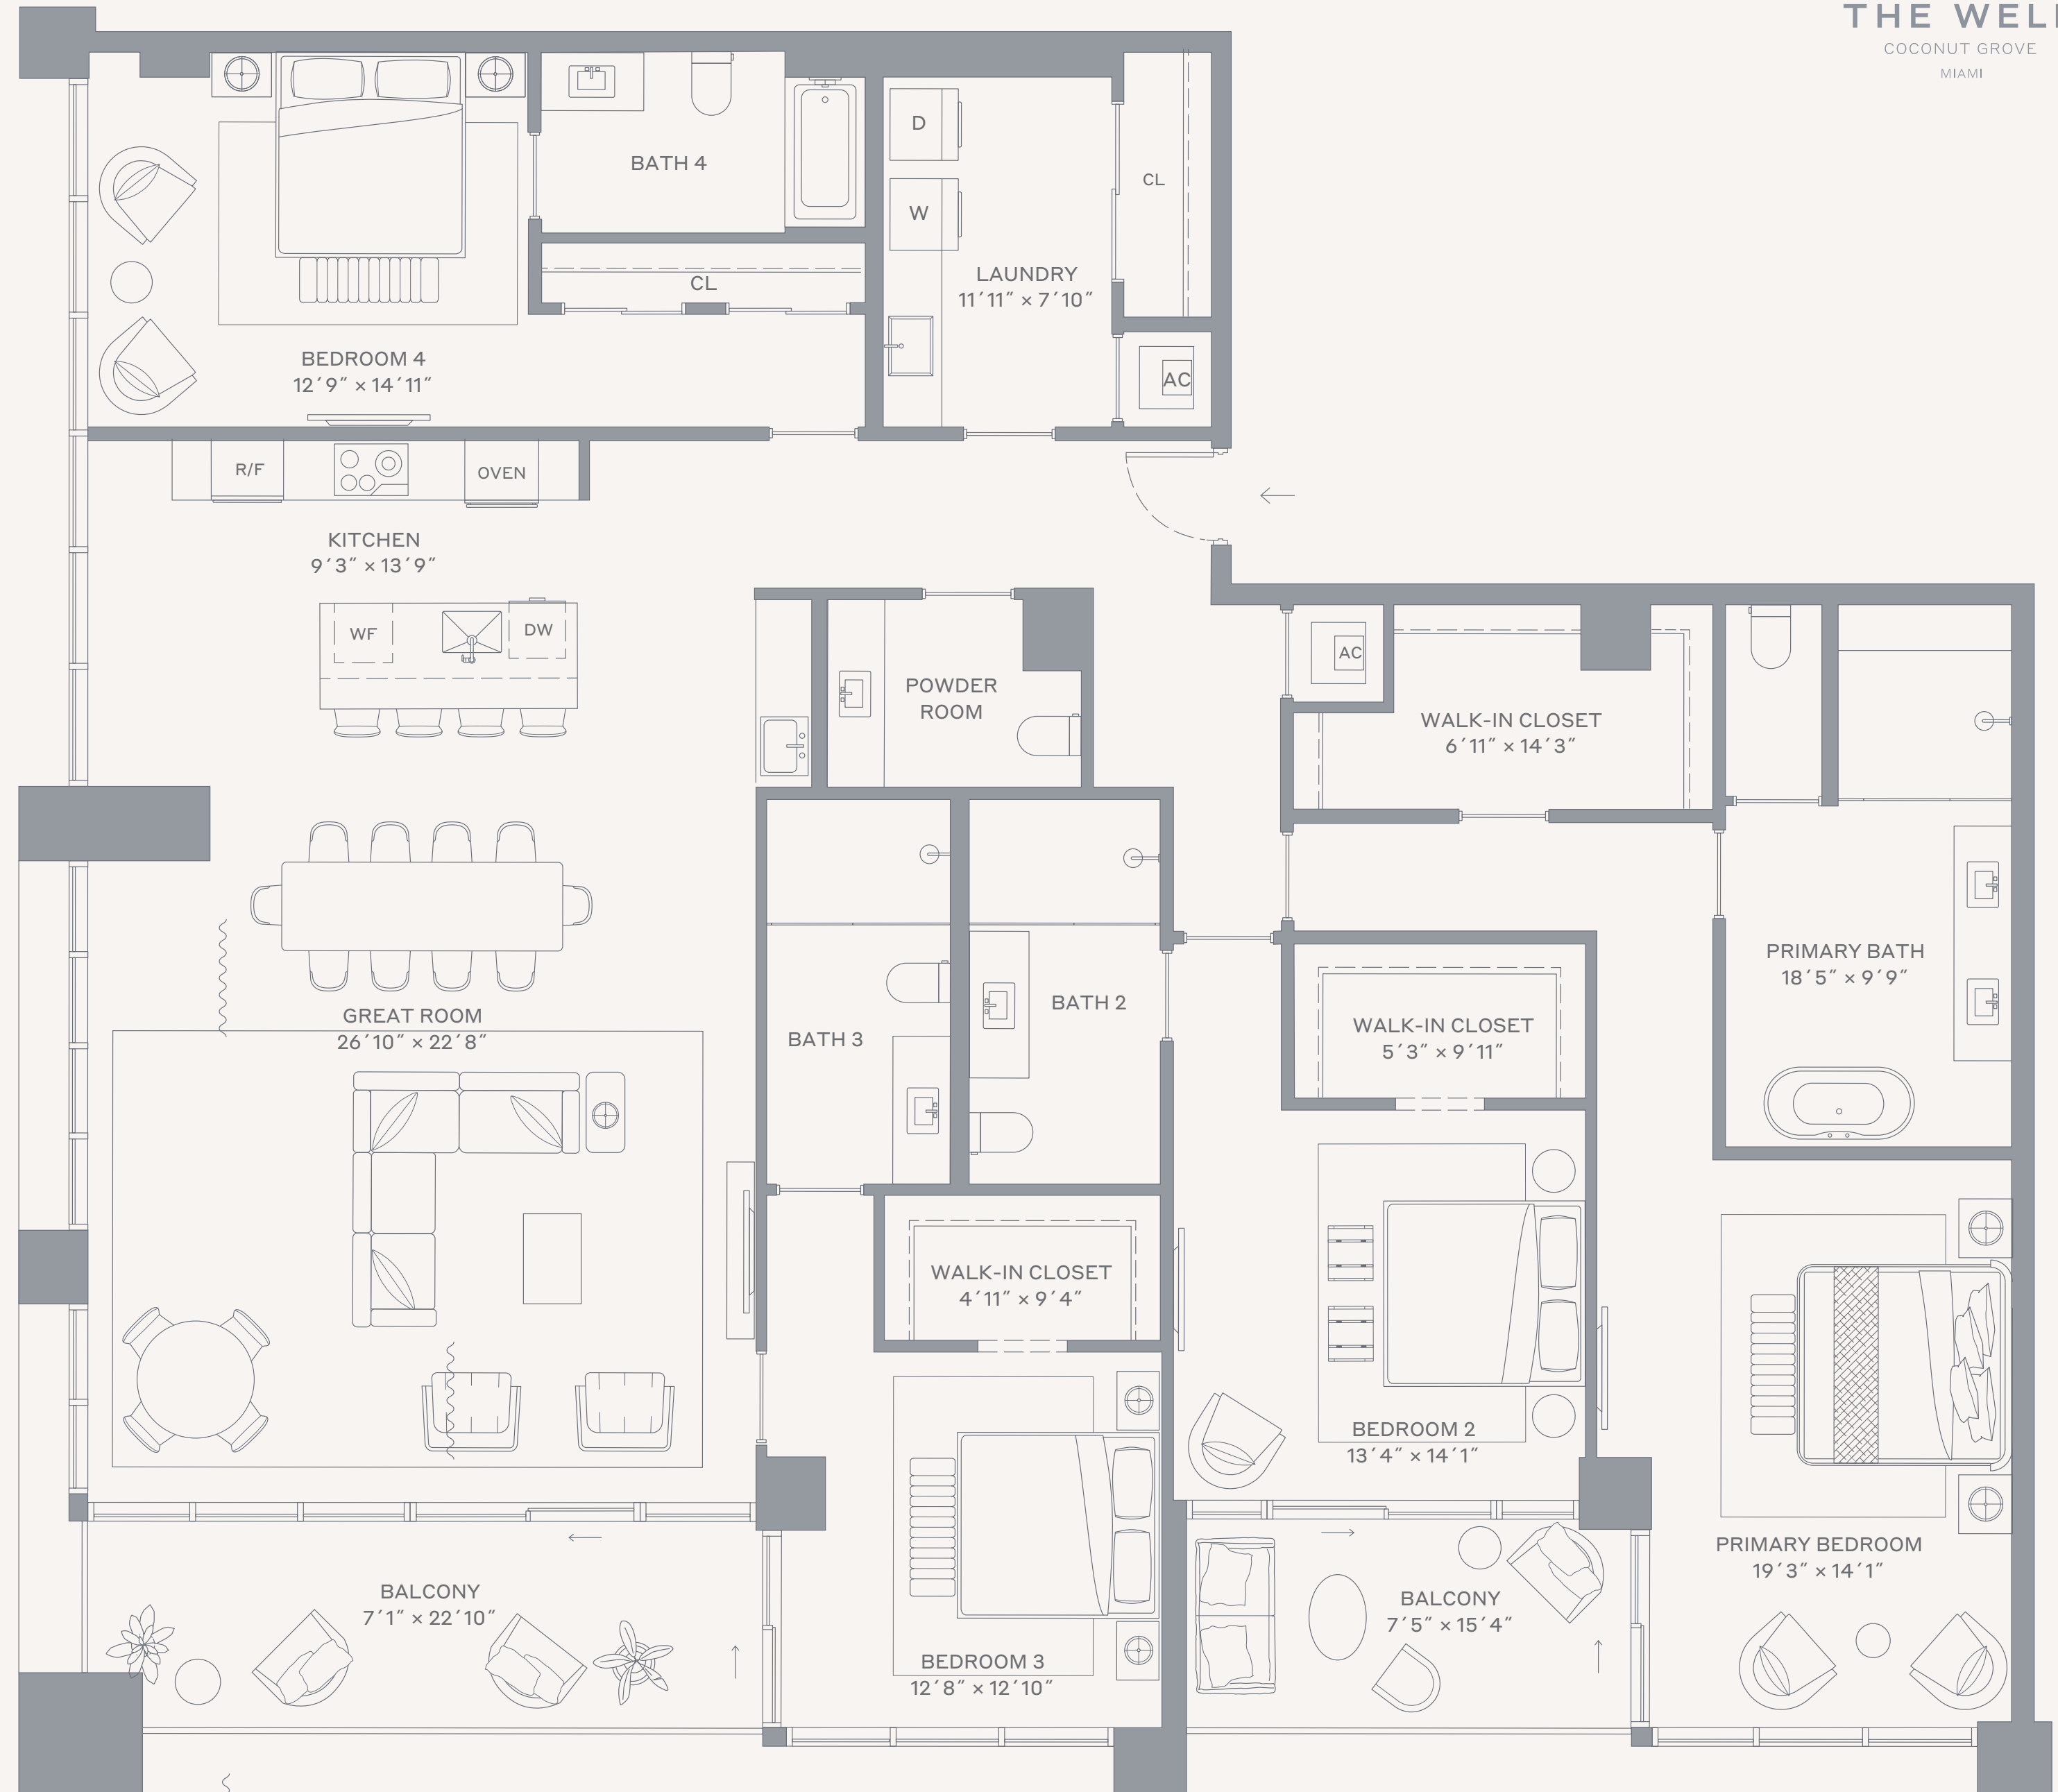 THE WELL
COCONUT GROVE
MIAMI
BATH 4
D
W
CL
CL
LAUNDRY
11′11″ × 7′10″
AC
BEDROOM 4
12′9″ × 14′11″
R/F
OVEN
KITCHEN
9′3″ × 13′9″
WF
DW
POWDER
ROOM
AC
WALK-IN CLOSET
6′11″ × 14′3″
PRIMARY BATH
18′5″ × 9′9″
GREAT ROOM
26′10″ × 22′8″
BATH 3
BATH 2
WALK-IN CLOSET
5′3″ × 9′11″
WALK-IN CLOSET
4′11″ × 9′4″
BEDROOM 2
13′4″ × 14′1″
PRIMARY BEDROOM
19′3″ × 14′1″
BALCONY
7′1″ × 22′10″
BALCONY
7′5″ × 15′4″
BEDROOM 3
12′8″ × 12′10″